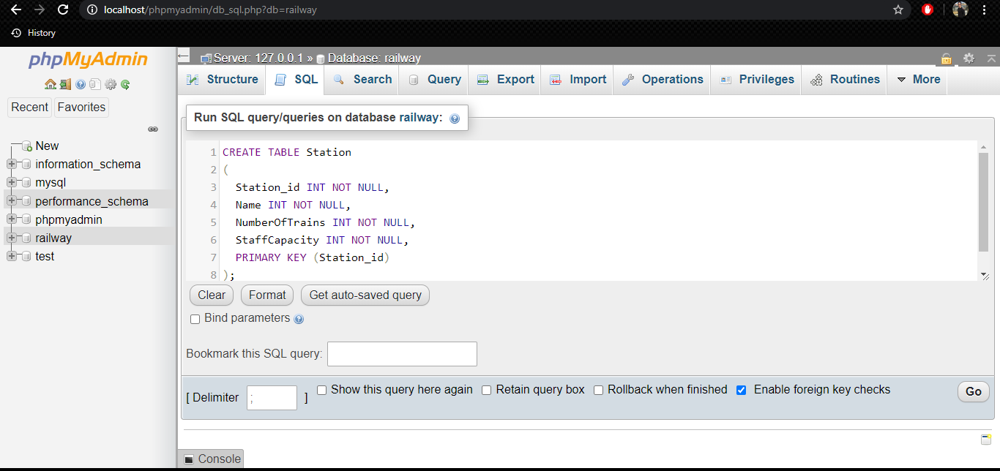 localhost/phpmyadmin/db_sql.php?db=railway
History
phpMyAdmin
Recent Favorites
New
information_schema
mysql
performance_schema
phpmyadmin
railway
test
Server: 127.0.0.1 » Database: railway
Structure SQL Search Query Export Import Operations Privileges Routines More
Run SQL query/queries on database railway:
1 CREATE TABLE Station
2 (
3 Station_id INT NOT NULL,
4 Name INT NOT NULL,
5 NumberOfTrains INT NOT NULL,
6 StaffCapacity INT NOT NULL,
7 PRIMARY KEY (Station_id)
8 );
Clear Format Get auto-saved query
Bind parameters
Bookmark this SQL query:
[ Delimiter ; ] Show this query here again Retain query box Rollback when finished Enable foreign key checks Go
Console